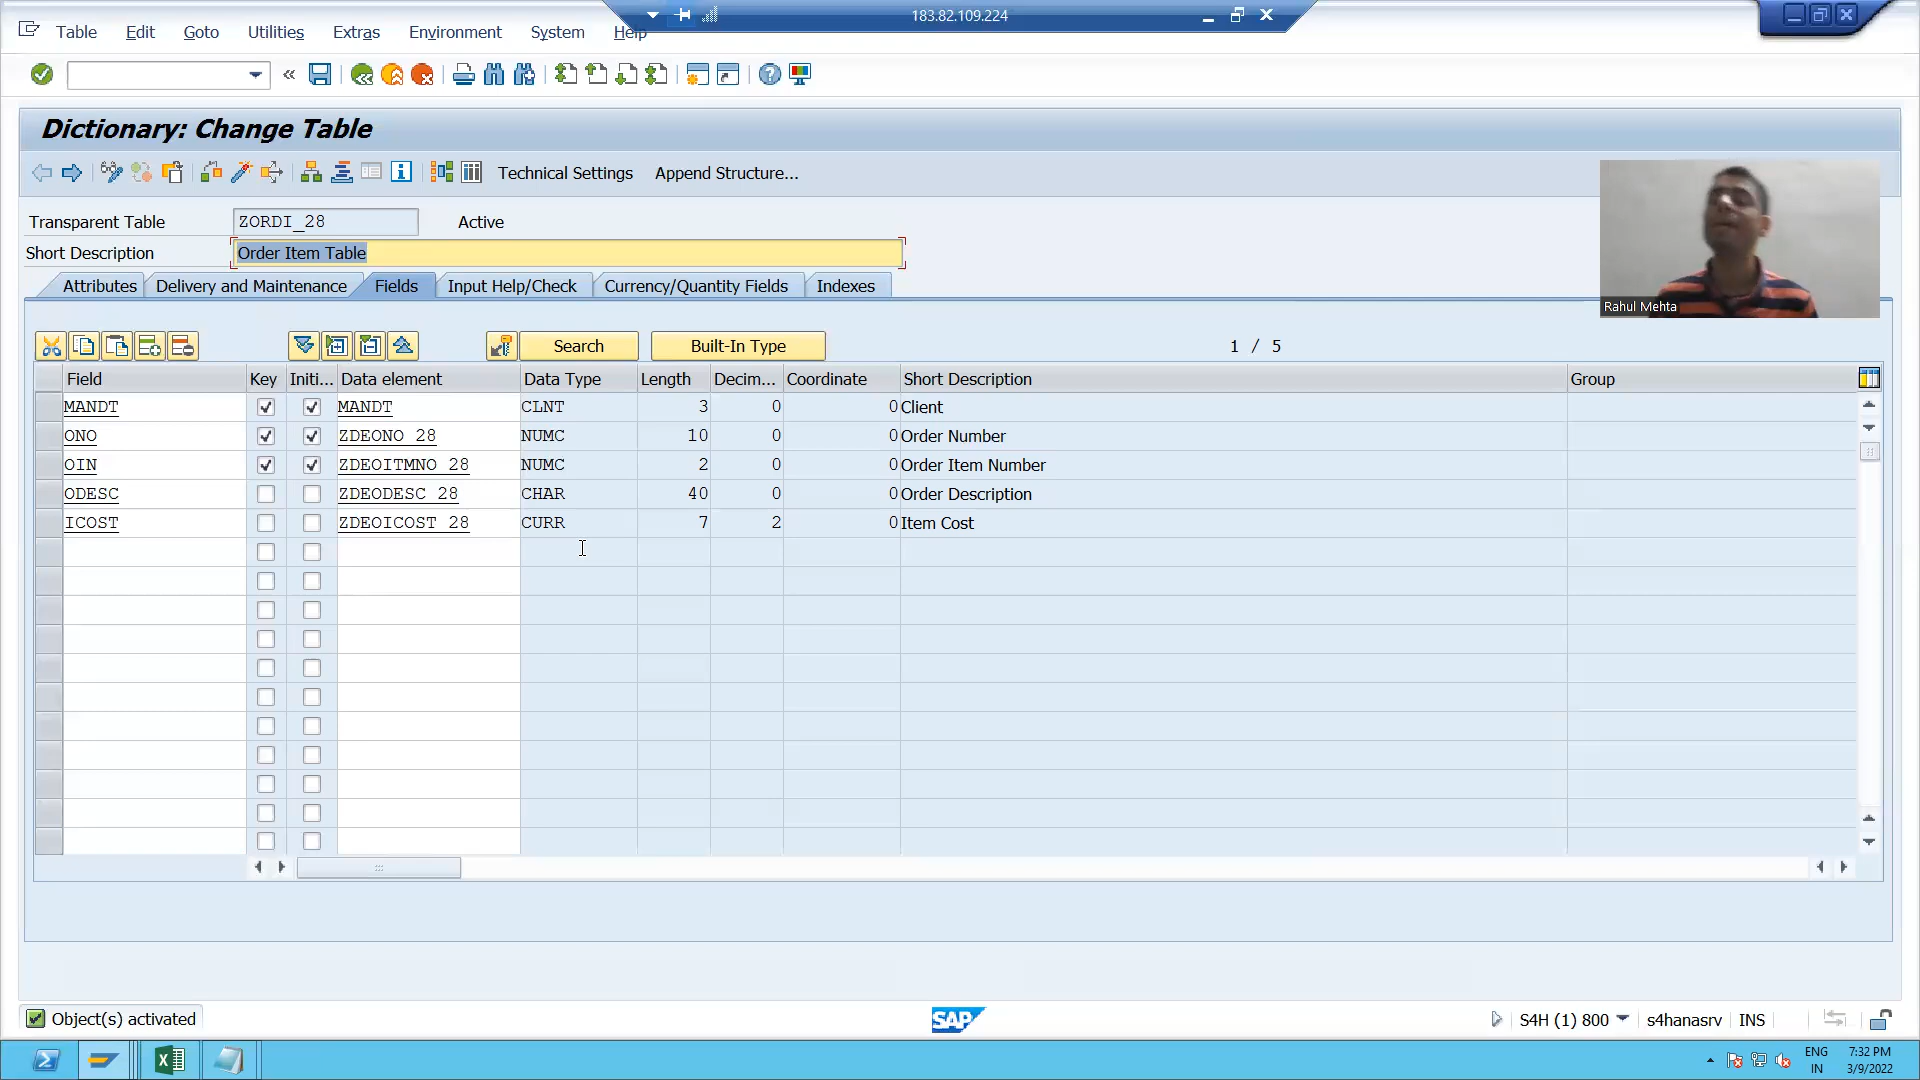 183.82.109.224
Table Edit Goto Utilities Extras Environment System Help
Dictionary: Change Table
Technical Settings Append Structure...
Transparent Table ZORDI_28 Active
Short Description Order Item Table
Attributes Delivery and Maintenance Fields Input Help/Check Currency/Quantity Fields Indexes
Rahul Mehta
Search Built-In Type 1 / 5
Field Key Initi... Data element Data Type Length Decim... Coordinate Short Description Group
MANDT MANDT CLNT 3 0 0 Client
ONO ZDEONO_28 NUMC 10 0 0 Order Number
OIN ZDEOITMNO_28 NUMC 2 0 0 Order Item Number
ODESC ZDEODESC_28 CHAR 40 0 0 Order Description
ICOST ZDEOICOST_28 CURR 7 2 0 Item Cost
Object(s) activated SAP S4H (1) 800 s4hanasrv INS
ENG 7:32 PM
IN 3/9/2022